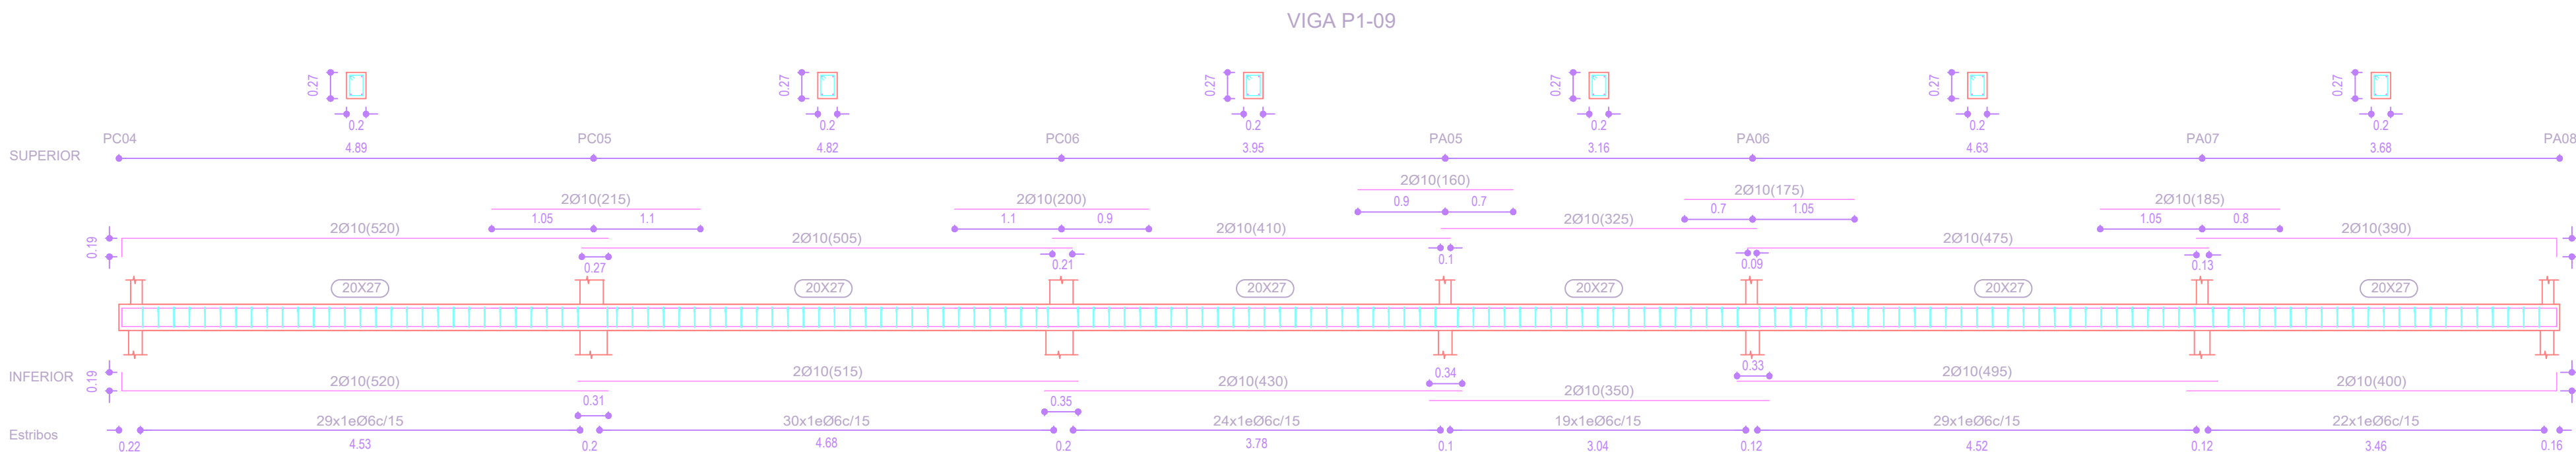 VIGA P1-09
0.27 0.27 0.27 0.27 0.27 0.27
0.2 0.2 0.2 0.2 0.2 0.2
PC04 PC05 PC06 PA05 PA06 PA07 PA08
SUPERIOR 4.89 4.82 3.95 3.16 4.63 3.68
2Ø10(215) 2Ø10(200) 2Ø10(160) 2Ø10(175) 2Ø10(185)
1.05 1.1 1.1 0.9 0.9 0.7 0.7 1.05 1.05 0.8
2Ø10(520) 2Ø10(505) 2Ø10(410) 2Ø10(325) 2Ø10(475) 2Ø10(390)
0.19 0.27 0.21 0.1 0.09 0.13
20X27 20X27 20X27 20X27 20X27 20X27
INFERIOR 0.19 2Ø10(520) 2Ø10(515) 2Ø10(430) 2Ø10(350) 2Ø10(495) 2Ø10(400)
0.31 0.35 0.34 0.33
Estribos 29x1eØ6c/15 30x1eØ6c/15 24x1eØ6c/15 19x1eØ6c/15 29x1eØ6c/15 22x1eØ6c/15
0.22 4.53 0.2 4.68 0.2 3.78 0.1 3.04 0.12 4.52 0.12 3.46 0.16